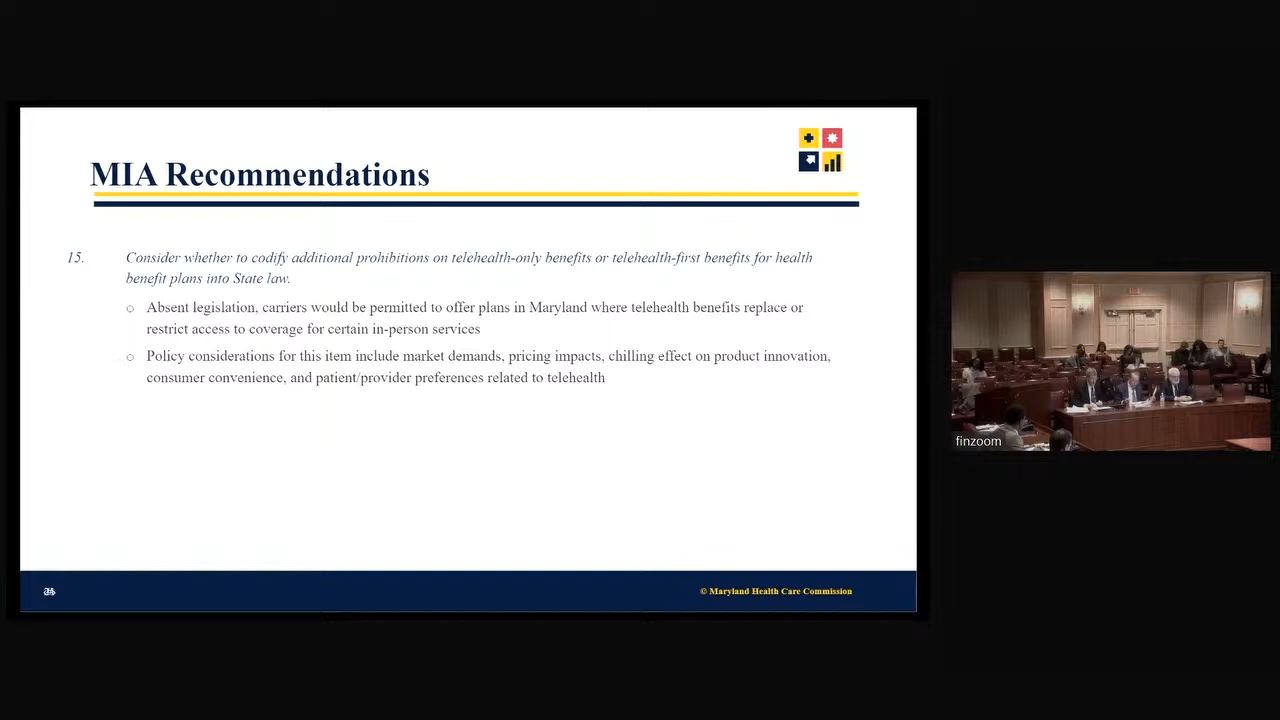 MIA Recommendations
15. Consider whether to codify additional prohibitions on telehealth-only benefits or telehealth-first benefits for health
benefit plans into State law.
○ Absent legislation, carriers would be permitted to offer plans in Maryland where telehealth benefits replace or
restrict access to coverage for certain in-person services
○ Policy considerations for this item include market demands, pricing impacts, chilling effect on product innovation,
consumer convenience, and patient/provider preferences related to telehealth
© Maryland Health Care Commission
finzoom